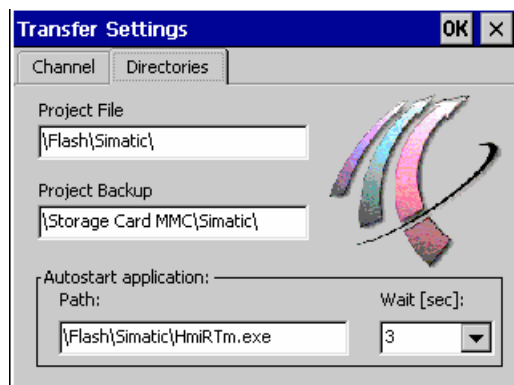 Transfer Settings OK ×
Channel Directories
Project File
\Flash\Simatic\
Project Backup
\Storage Card MMC\Simatic\
Autostart application:
Path: Wait [sec]:
\Flash\Simatic\HmiRTm.exe 3